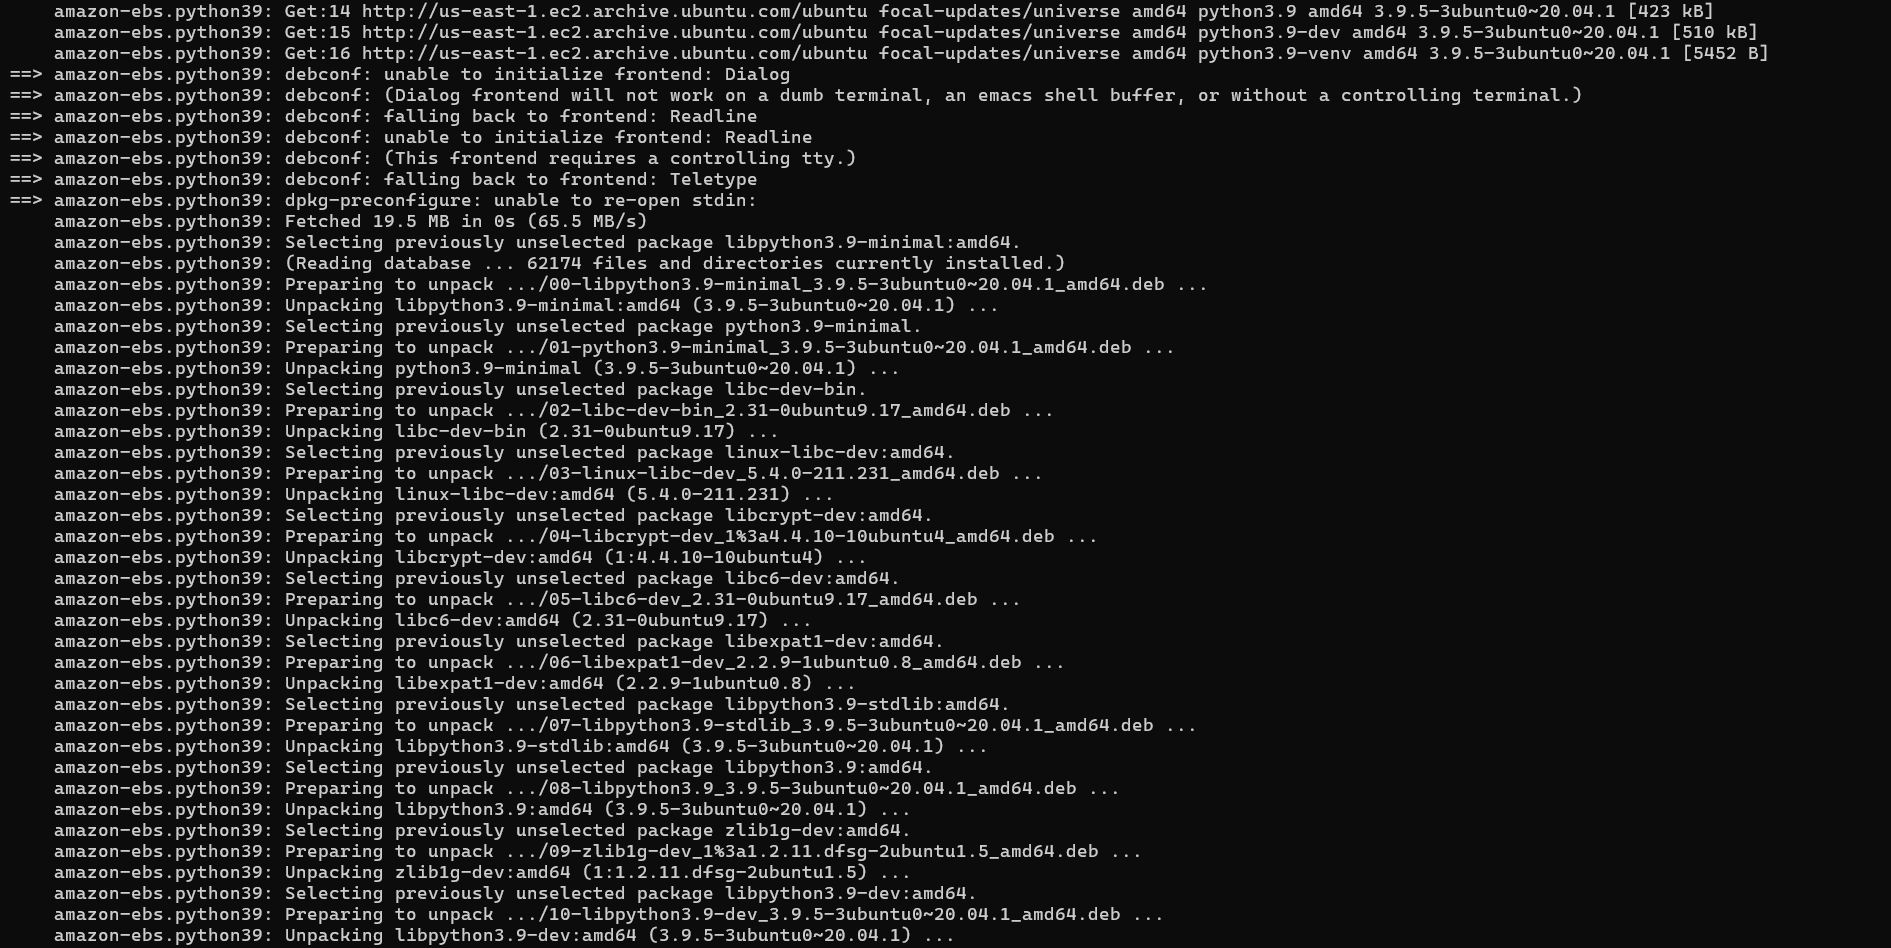 amazon-ebs.python39: Get:14 http://us-east-1.ec2.archive.ubuntu.com/ubuntu focal-updates/universe amd64 python3.9 amd64 3.9.5-3ubuntu0~20.04.1 [423 kB]
amazon-ebs.python39: Get:15 http://us-east-1.ec2.archive.ubuntu.com/ubuntu focal-updates/universe amd64 python3.9-dev amd64 3.9.5-3ubuntu0~20.04.1 [510 kB]
amazon-ebs.python39: Get:16 http://us-east-1.ec2.archive.ubuntu.com/ubuntu focal-updates/universe amd64 python3.9-venv amd64 3.9.5-3ubuntu0~20.04.1 [5452 B]
==> amazon-ebs.python39: debconf: unable to initialize frontend: Dialog
==> amazon-ebs.python39: debconf: (Dialog frontend will not work on a dumb terminal, an emacs shell buffer, or without a controlling terminal.)
==> amazon-ebs.python39: debconf: falling back to frontend: Readline
==> amazon-ebs.python39: debconf: unable to initialize frontend: Readline
==> amazon-ebs.python39: debconf: (This frontend requires a controlling tty.)
==> amazon-ebs.python39: debconf: falling back to frontend: Teletype
==> amazon-ebs.python39: dpkg-preconfigure: unable to re-open stdin:
amazon-ebs.python39: Fetched 19.5 MB in 0s (65.5 MB/s)
amazon-ebs.python39: Selecting previously unselected package libpython3.9-minimal:amd64.
amazon-ebs.python39: (Reading database ... 62174 files and directories currently installed.)
amazon-ebs.python39: Preparing to unpack .../00-libpython3.9-minimal_3.9.5-3ubuntu0~20.04.1_amd64.deb ...
amazon-ebs.python39: Unpacking libpython3.9-minimal:amd64 (3.9.5-3ubuntu0~20.04.1) ...
amazon-ebs.python39: Selecting previously unselected package python3.9-minimal.
amazon-ebs.python39: Preparing to unpack .../01-python3.9-minimal_3.9.5-3ubuntu0~20.04.1_amd64.deb ...
amazon-ebs.python39: Unpacking python3.9-minimal (3.9.5-3ubuntu0~20.04.1) ...
amazon-ebs.python39: Selecting previously unselected package libc-dev-bin.
amazon-ebs.python39: Preparing to unpack .../02-libc-dev-bin_2.31-0ubuntu9.17_amd64.deb ...
amazon-ebs.python39: Unpacking libc-dev-bin (2.31-0ubuntu9.17) ...
amazon-ebs.python39: Selecting previously unselected package linux-libc-dev:amd64.
amazon-ebs.python39: Preparing to unpack .../03-linux-libc-dev_5.4.0-211.231_amd64.deb ...
amazon-ebs.python39: Unpacking linux-libc-dev:amd64 (5.4.0-211.231) ...
amazon-ebs.python39: Selecting previously unselected package libcrypt-dev:amd64.
amazon-ebs.python39: Preparing to unpack .../04-libcrypt-dev_1%3a4.4.10-10ubuntu4_amd64.deb ...
amazon-ebs.python39: Unpacking libcrypt-dev:amd64 (1:4.4.10-10ubuntu4) ...
amazon-ebs.python39: Selecting previously unselected package libc6-dev:amd64.
amazon-ebs.python39: Preparing to unpack .../05-libc6-dev_2.31-0ubuntu9.17_amd64.deb ...
amazon-ebs.python39: Unpacking libc6-dev:amd64 (2.31-0ubuntu9.17) ...
amazon-ebs.python39: Selecting previously unselected package libexpat1-dev:amd64.
amazon-ebs.python39: Preparing to unpack .../06-libexpat1-dev_2.2.9-1ubuntu0.8_amd64.deb ...
amazon-ebs.python39: Unpacking libexpat1-dev:amd64 (2.2.9-1ubuntu0.8) ...
amazon-ebs.python39: Selecting previously unselected package libpython3.9-stdlib:amd64.
amazon-ebs.python39: Preparing to unpack .../07-libpython3.9-stdlib_3.9.5-3ubuntu0~20.04.1_amd64.deb ...
amazon-ebs.python39: Unpacking libpython3.9-stdlib:amd64 (3.9.5-3ubuntu0~20.04.1) ...
amazon-ebs.python39: Selecting previously unselected package libpython3.9:amd64.
amazon-ebs.python39: Preparing to unpack .../08-libpython3.9_3.9.5-3ubuntu0~20.04.1_amd64.deb ...
amazon-ebs.python39: Unpacking libpython3.9:amd64 (3.9.5-3ubuntu0~20.04.1) ...
amazon-ebs.python39: Selecting previously unselected package zlib1g-dev:amd64.
amazon-ebs.python39: Preparing to unpack .../09-zlib1g-dev_1%3a1.2.11.dfsg-2ubuntu1.5_amd64.deb ...
amazon-ebs.python39: Unpacking zlib1g-dev:amd64 (1:1.2.11.dfsg-2ubuntu1.5) ...
amazon-ebs.python39: Selecting previously unselected package libpython3.9-dev:amd64.
amazon-ebs.python39: Preparing to unpack .../10-libpython3.9-dev_3.9.5-3ubuntu0~20.04.1_amd64.deb ...
amazon-ebs.python39: Unpacking libpython3.9-dev:amd64 (3.9.5-3ubuntu0~20.04.1) ...